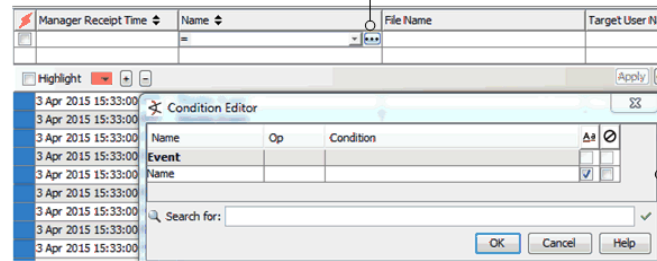 Manager Receipt Time Name File Name Target User N
=
Highlight + - Apply
3 Apr 2015 15:33:00 Condition Editor
3 Apr 2015 15:33:00
3 Apr 2015 15:33:00 Name Op Condition Aa
3 Apr 2015 15:33:00 Event
3 Apr 2015 15:33:00 Name
3 Apr 2015 15:33:00
3 Apr 2015 15:33:00 Search for:
3 Apr 2015 15:33:00 OK Cancel Help
3 Apr 2015 15:33:00